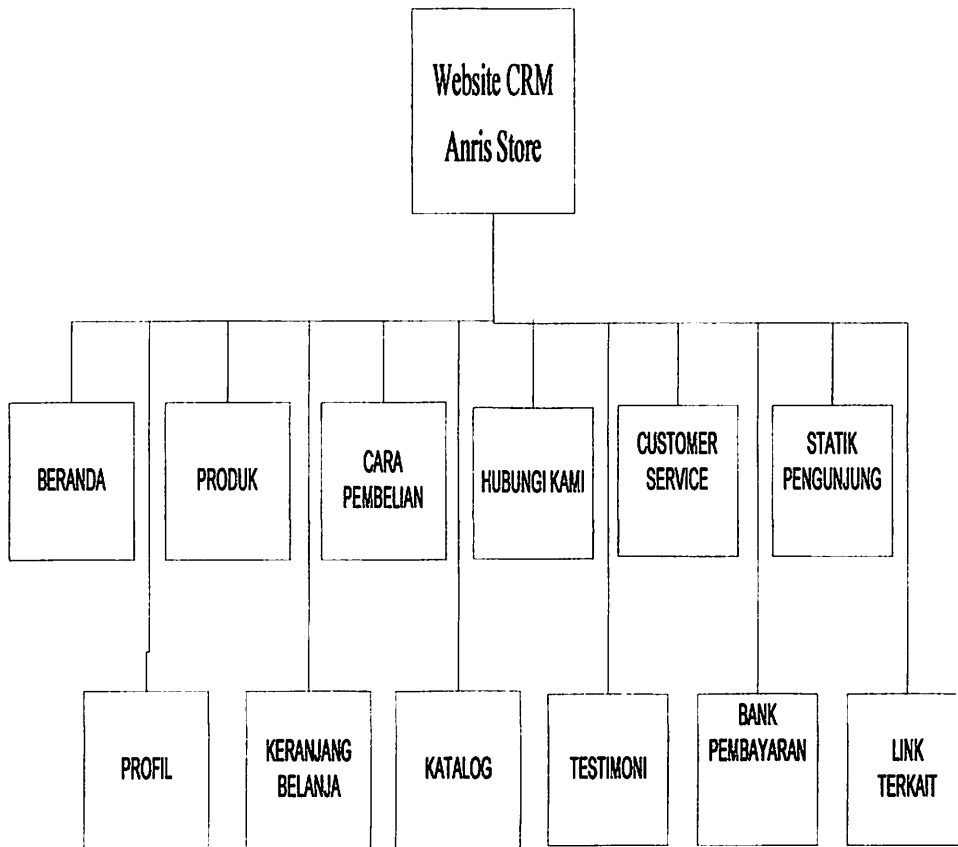 Website CRM
Anris Store
BERANDA
PRODUK
CARA
PEMBELIAN
HUBUNGI KAMI
CUSTOMER
SERVICE
STATIK
PENGUNJUNG
PROFIL
KERANJANG
BELANJA
KATALOG
TESTIMONI
BANK
PEMBAYARAN
LINK
TERKAIT